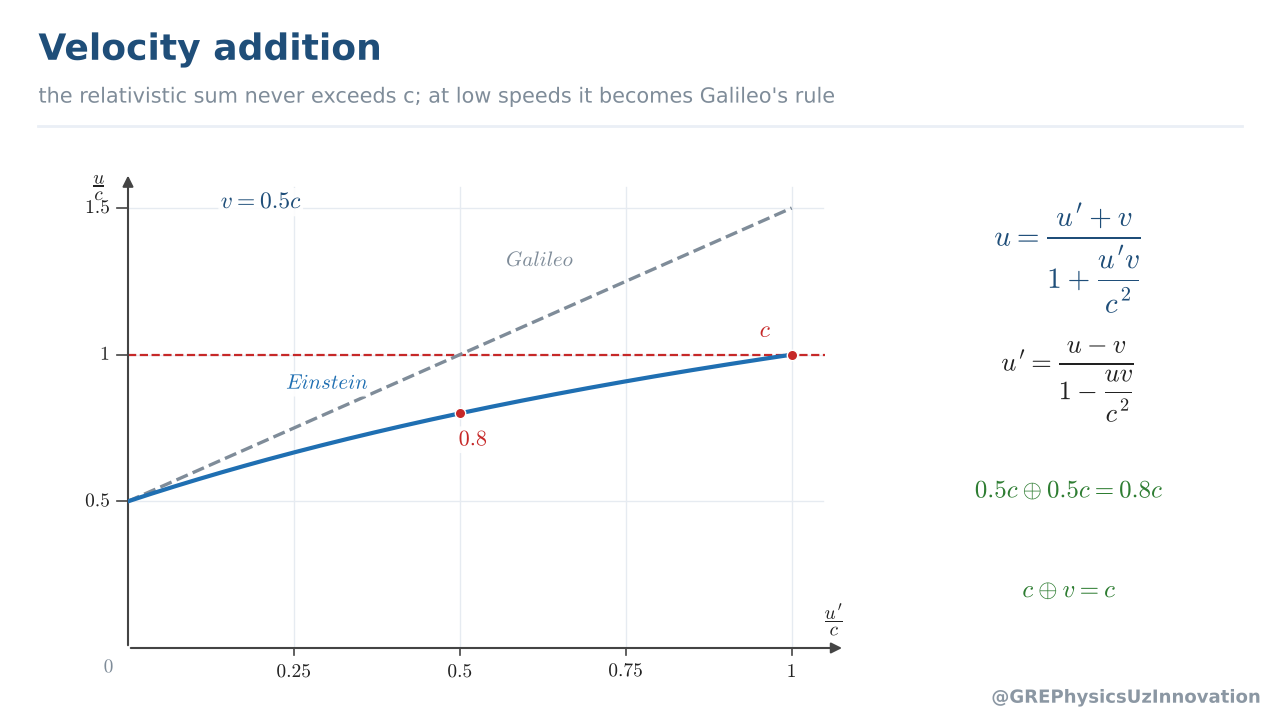 Velocity addition
the relativistic sum never exceeds c; at low speeds it becomes Galileo's rule
u/c
1.5
v = 0.5c
Galileo
c
1
Einstein
0.8
0.5
u′/c
0
0.25
0.5
0.75
1
u = (u′ + v) / (1 + u′v/c²)
u′ = (u − v) / (1 − uv/c²)
0.5c ⊕ 0.5c = 0.8c
c ⊕ v = c
@GREPhysicsUzInnovation